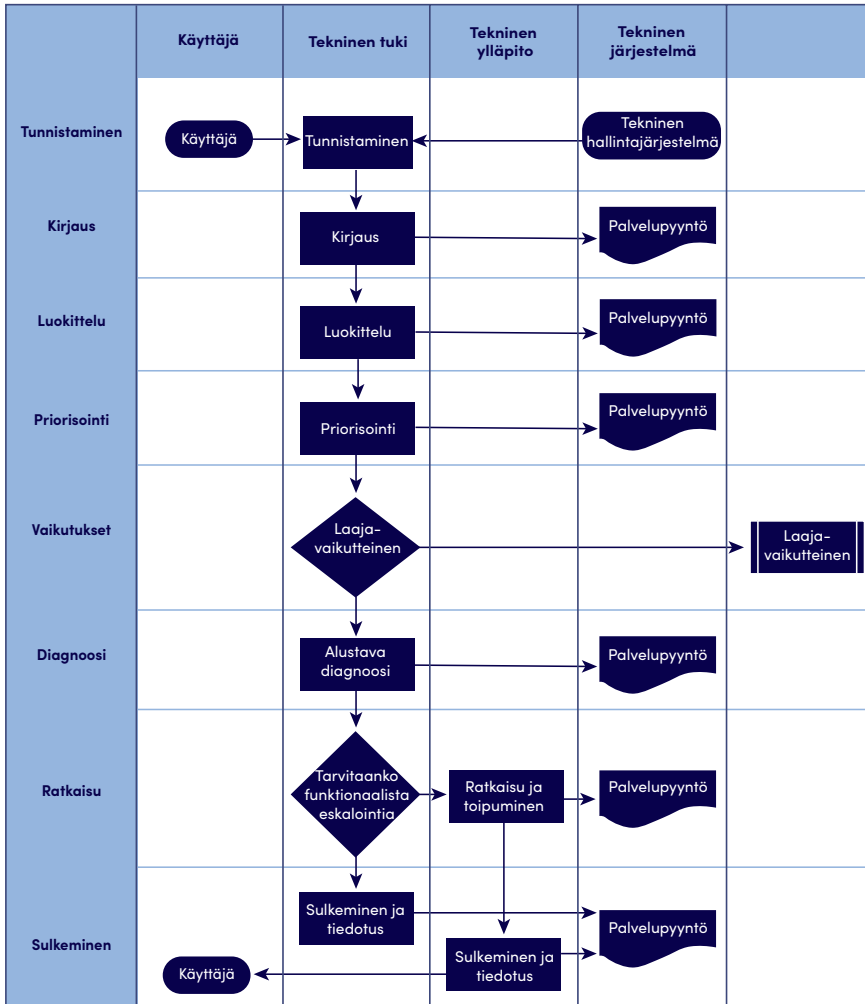 Käyttäjä
Tekninen tuki
Tekninen
ylläpito
Tekninen
järjestelmä
Tunnistaminen
Käyttäjä
Tunnistaminen
Tekninen
hallintajärjestelmä
Kirjaus
Kirjaus
Palvelupyyntö
Luokittelu
Luokittelu
Palvelupyyntö
Priorisointi
Priorisointi
Palvelupyyntö
Vaikutukset
Laaja-
vaikutteinen
Laaja-
vaikutteinen
Diagnoosi
Alustava
diagnoosi
Palvelupyyntö
Ratkaisu
Tarvitaanko
funktionaalista
eskalointia
Ratkaisu ja
toipuminen
Palvelupyyntö
Sulkeminen
Sulkeminen ja
tiedotus
Palvelupyyntö
Käyttäjä
Sulkeminen ja
tiedotus